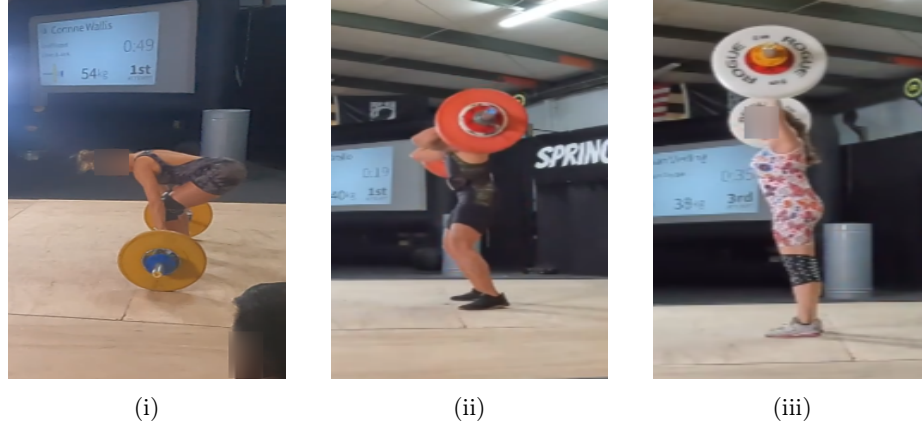 Corinne Wallis
0:49
54kg 1st
0:19
40kg 1st
SPRING
ROGUE ROGUE
0:35
38kg 3rd
(i)
(ii)
(iii)